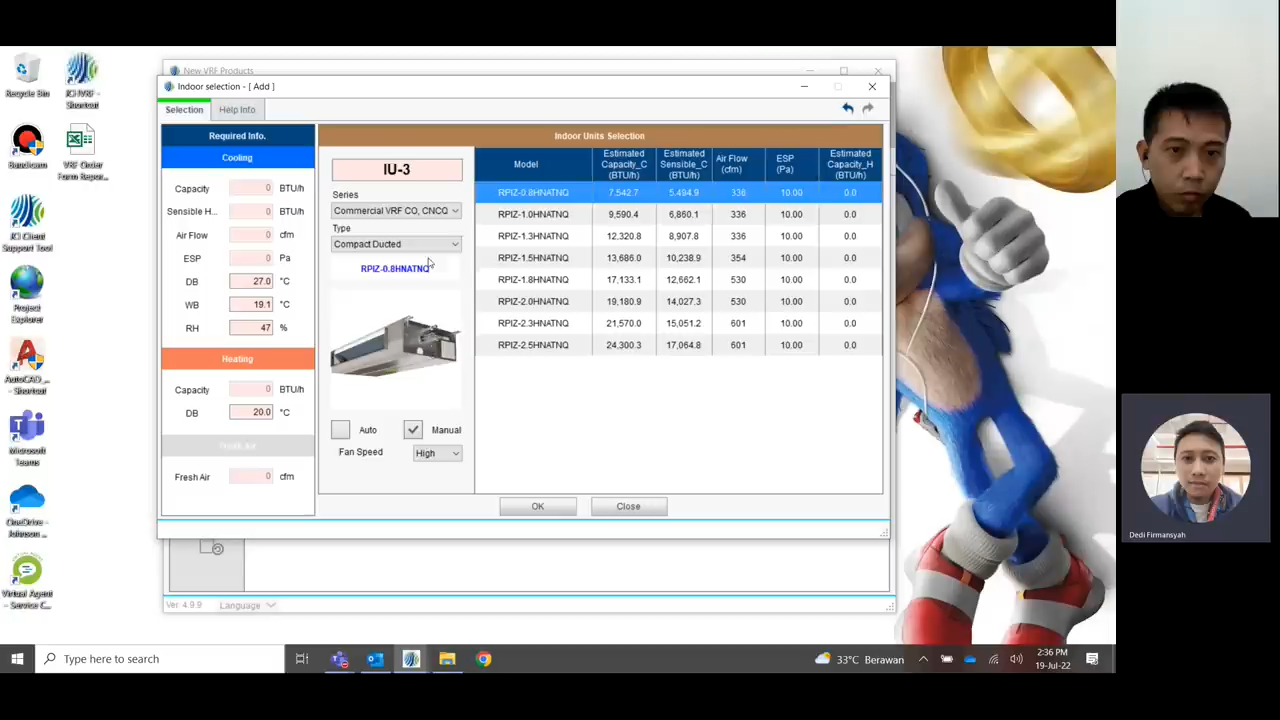 Recycle Bin
JCI VRF - Shortcut
Bandicam
VRF Order Form Repor...
JCI Client Support Tool
Project Explorer
AutoCAD_... - Shortcut
Microsoft Teams
OneDrive - Johnson ...
Virtual Agent - Service C...
New VRF Products
Indoor selection - [ Add ]
Selection
Help Info
Required Info.
Cooling
Capacity 0 BTU/h
Sensible H... 0 BTU/h
Air Flow 0 cfm
ESP 0 Pa
DB 27.0 °C
WB 19.1 °C
RH 47 %
Heating
Capacity 0 BTU/h
DB 20.0 °C
Fresh Air
Fresh Air 0 cfm
Indoor Units Selection
IU-3
Series
Commercial VRF CO, CNCQ
Type
Compact Ducted
RPIZ-0.8HNATNQ
Auto
Manual
Fan Speed
High
Model Estimated Capacity_C (BTU/h) Estimated Sensible_C (BTU/h) Air Flow (cfm) ESP (Pa) Estimated Capacity_H (BTU/h)
RPIZ-0.8HNATNQ 7,542.7 5,494.9 336 10.00 0.0
RPIZ-1.0HNATNQ 9,590.4 6,860.1 336 10.00 0.0
RPIZ-1.3HNATNQ 12,320.8 8,907.8 336 10.00 0.0
RPIZ-1.5HNATNQ 13,686.0 10,238.9 354 10.00 0.0
RPIZ-1.8HNATNQ 17,133.1 12,662.1 530 10.00 0.0
RPIZ-2.0HNATNQ 19,180.9 14,027.3 530 10.00 0.0
RPIZ-2.3HNATNQ 21,570.0 15,051.2 601 10.00 0.0
RPIZ-2.5HNATNQ 24,300.3 17,064.8 601 10.00 0.0
OK
Close
Ver 4.9.9
Language
Dedi Firmansyah
Type here to search
33°C Berawan
2:36 PM
19-Jul-22